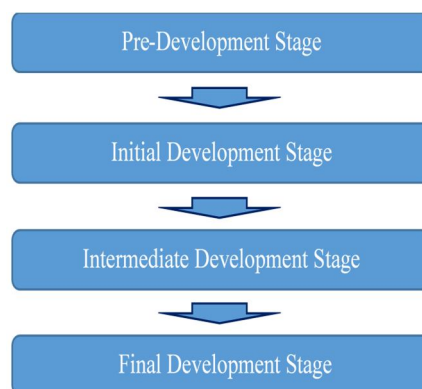 Pre-Development Stage
Initial Development Stage
Intermediate Development Stage
Final Development Stage